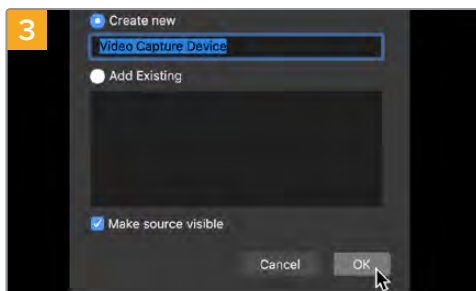 3
Create new
Video Capture Device
Add Existing
Make source visible
Cancel OK